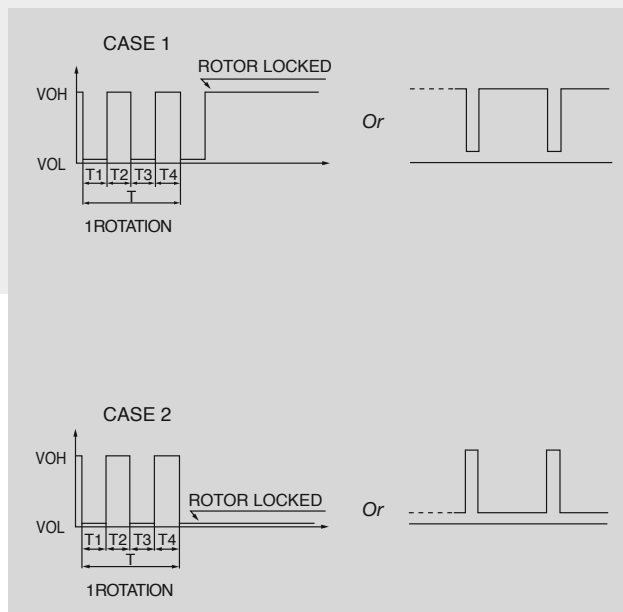 CASE 1
ROTOR LOCKED
VOH
Or
VOL
T1 T2 T3 T4
T
1ROTATION
CASE 2
VOH
ROTOR LOCKED
Or
VOL
T1 T2 T3 T4
T
1ROTATION